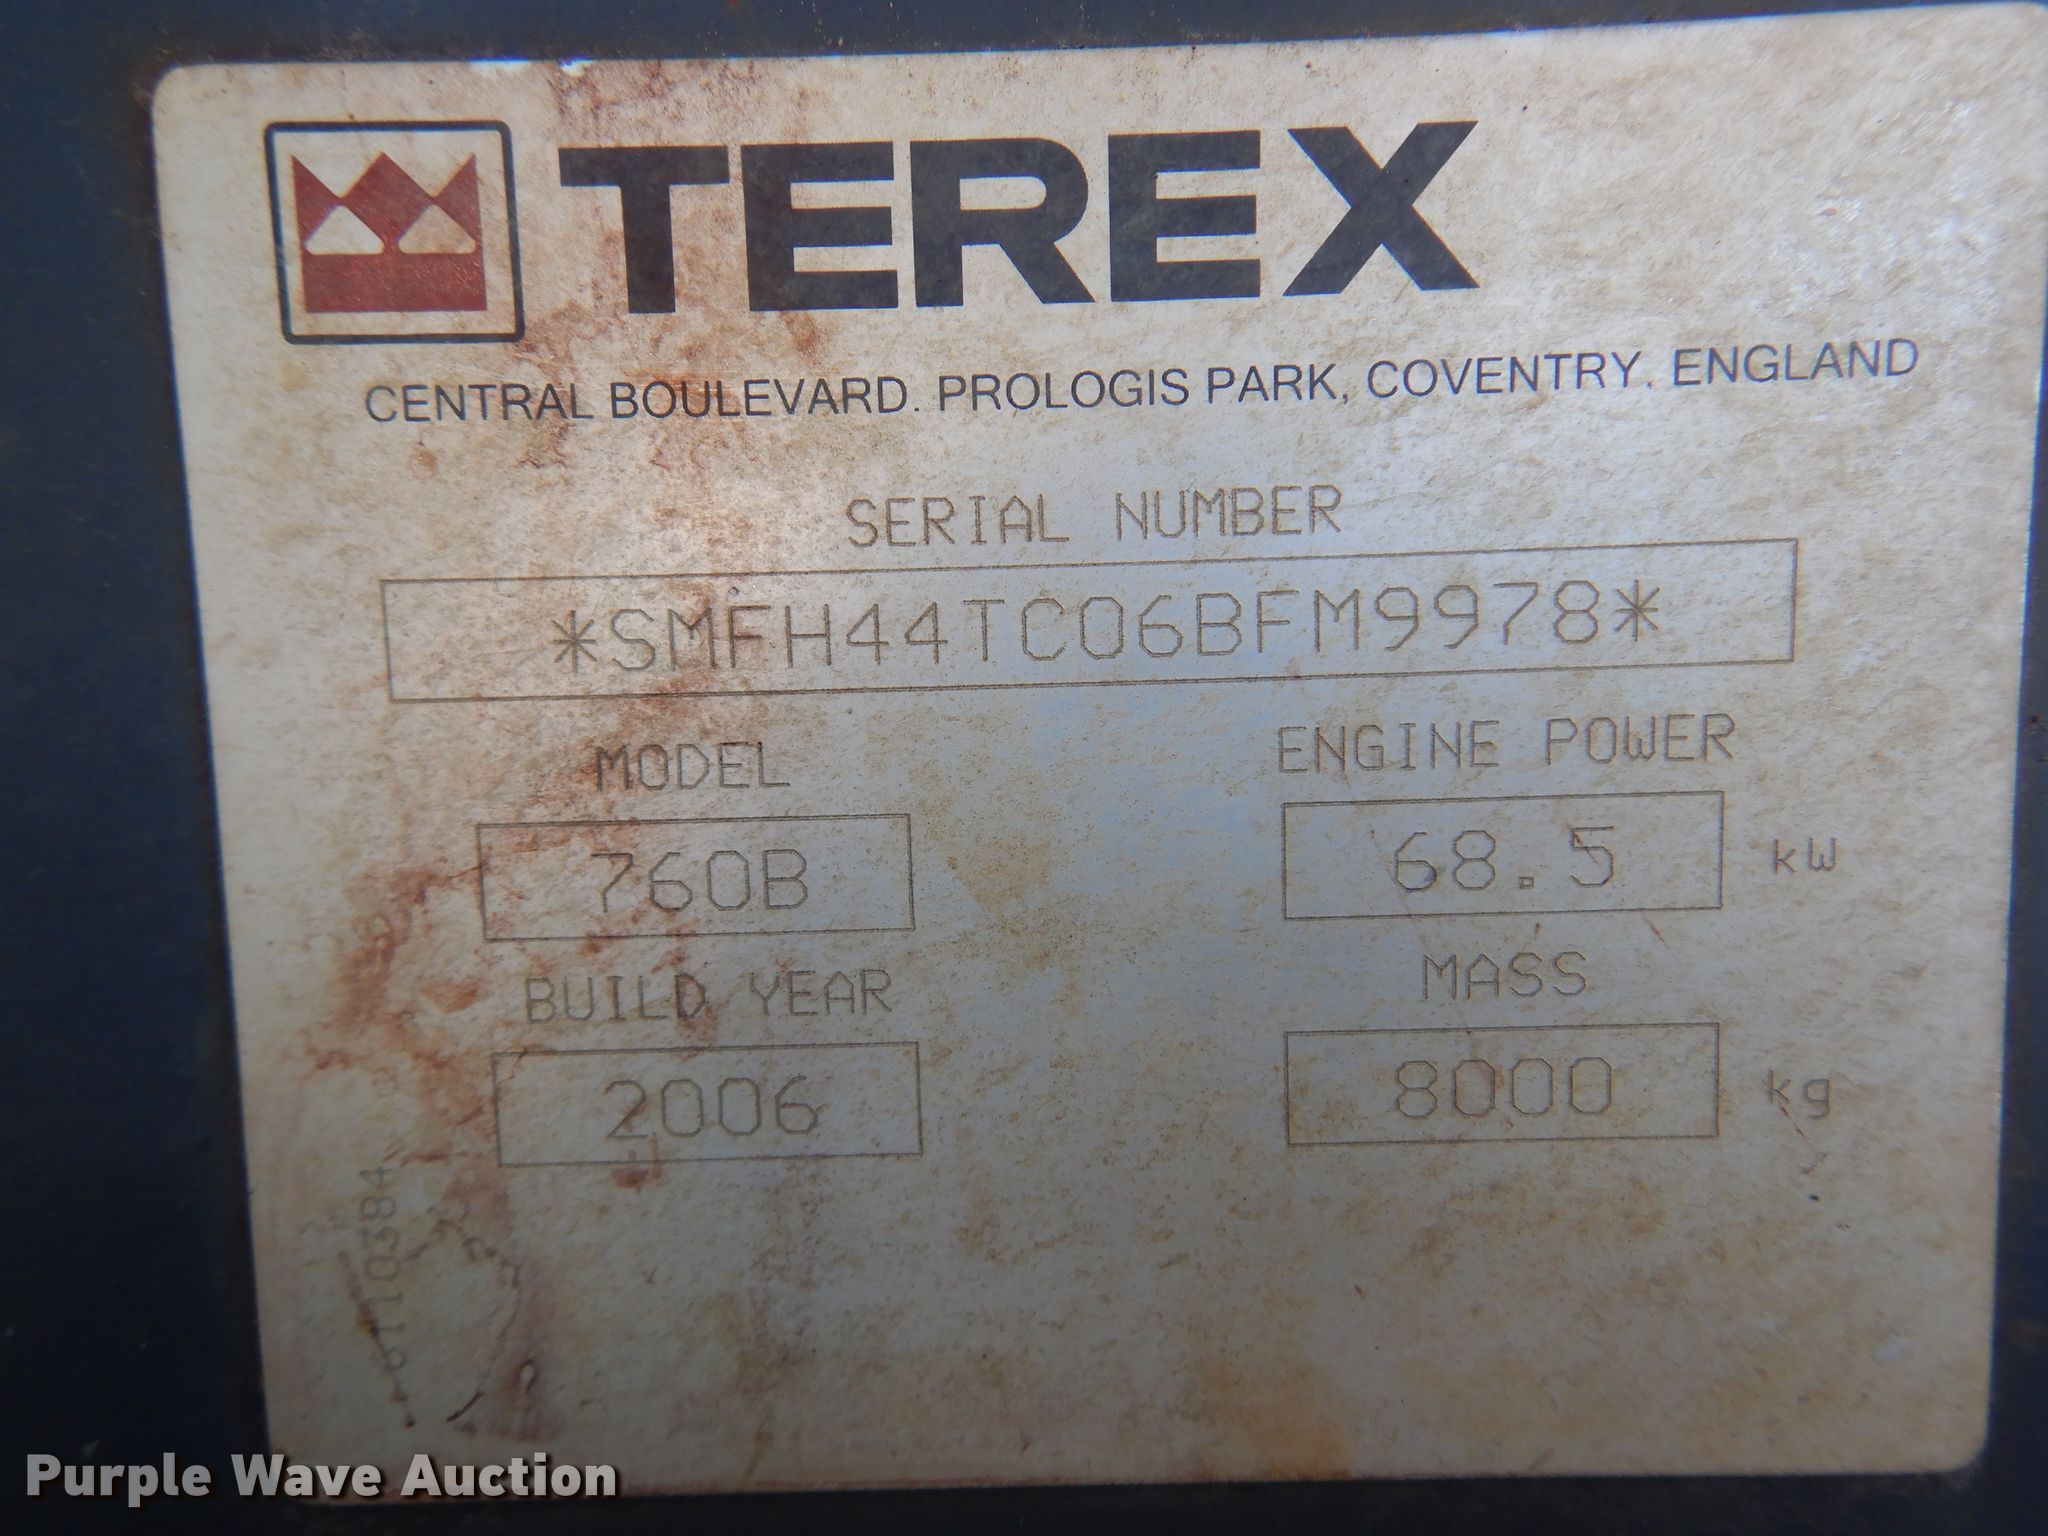 TEREX
CENTRAL BOULEVARD. PROLOGIS PARK, COVENTRY. ENGLAND
SERIAL NUMBER
*SMFH44TC06BFM9978*
MODEL
760B
ENGINE POWER
68.5 kW
BUILD YEAR
2006
MASS
8000 kg
6110384
Purple Wave Auction